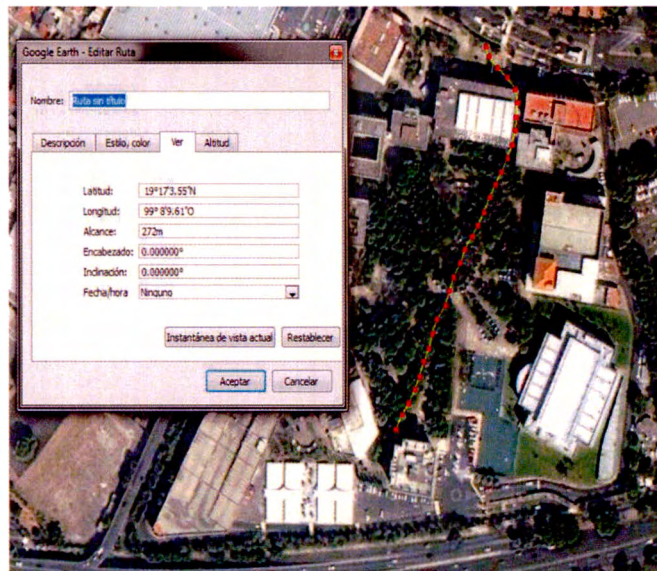 Google Earth - Editar Ruta
Nombre: Ruta sin título
Descripción Estilo, color Ver Altitud
Latitud: 19°17'3.55"N
Longitud: 99° 8'9.61"O
Alcance: 272m
Encabezado: 0.000000°
Inclinación: 0.000000°
Fecha/hora Ninguno
Instantánea de vista actual Restablecer
Aceptar Cancelar